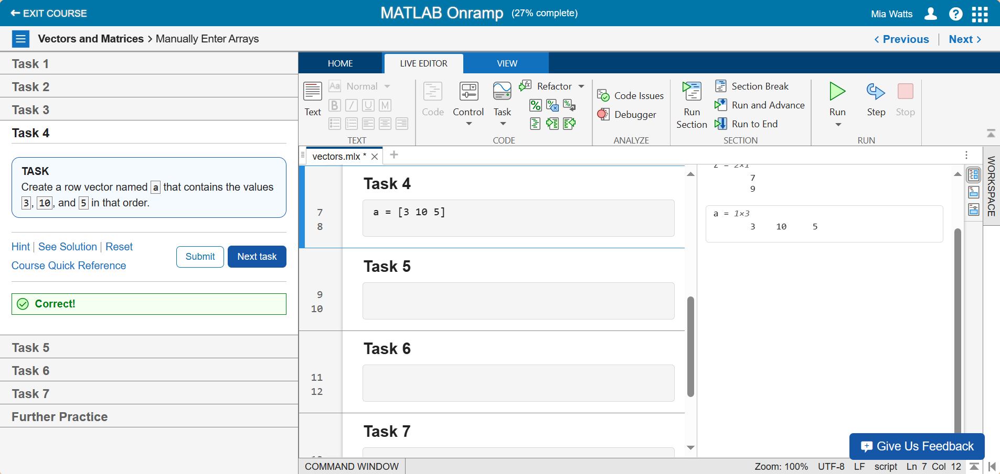 EXIT COURSE
MATLAB Onramp (27% complete)
Mia Watts
Vectors and Matrices > Manually Enter Arrays
< Previous | Next >
Task 1
Task 2
Task 3
Task 4
TASK
Create a row vector named a that contains the values
3, 10, and 5 in that order.
Hint | See Solution | Reset
Course Quick Reference
Submit
Next task
Correct!
Task 5
Task 6
Task 7
Further Practice
HOME
LIVE EDITOR
VIEW
Text
Aa Normal
B I U M
TEXT
Code
Control
Task
Refactor
CODE
Code Issues
Debugger
ANALYZE
Run
Section
Section Break
Run and Advance
Run to End
SECTION
Run
Step
Stop
RUN
vectors.mlx *
Task 4
7
8
a = [3 10 5]
Task 5
9
10
Task 6
11
12
Task 7
z = 2×1
7
9
a = 1×3
3 10 5
WORKSPACE
Give Us Feedback
COMMAND WINDOW
Zoom: 100% UTF-8 LF script Ln 7 Col 12